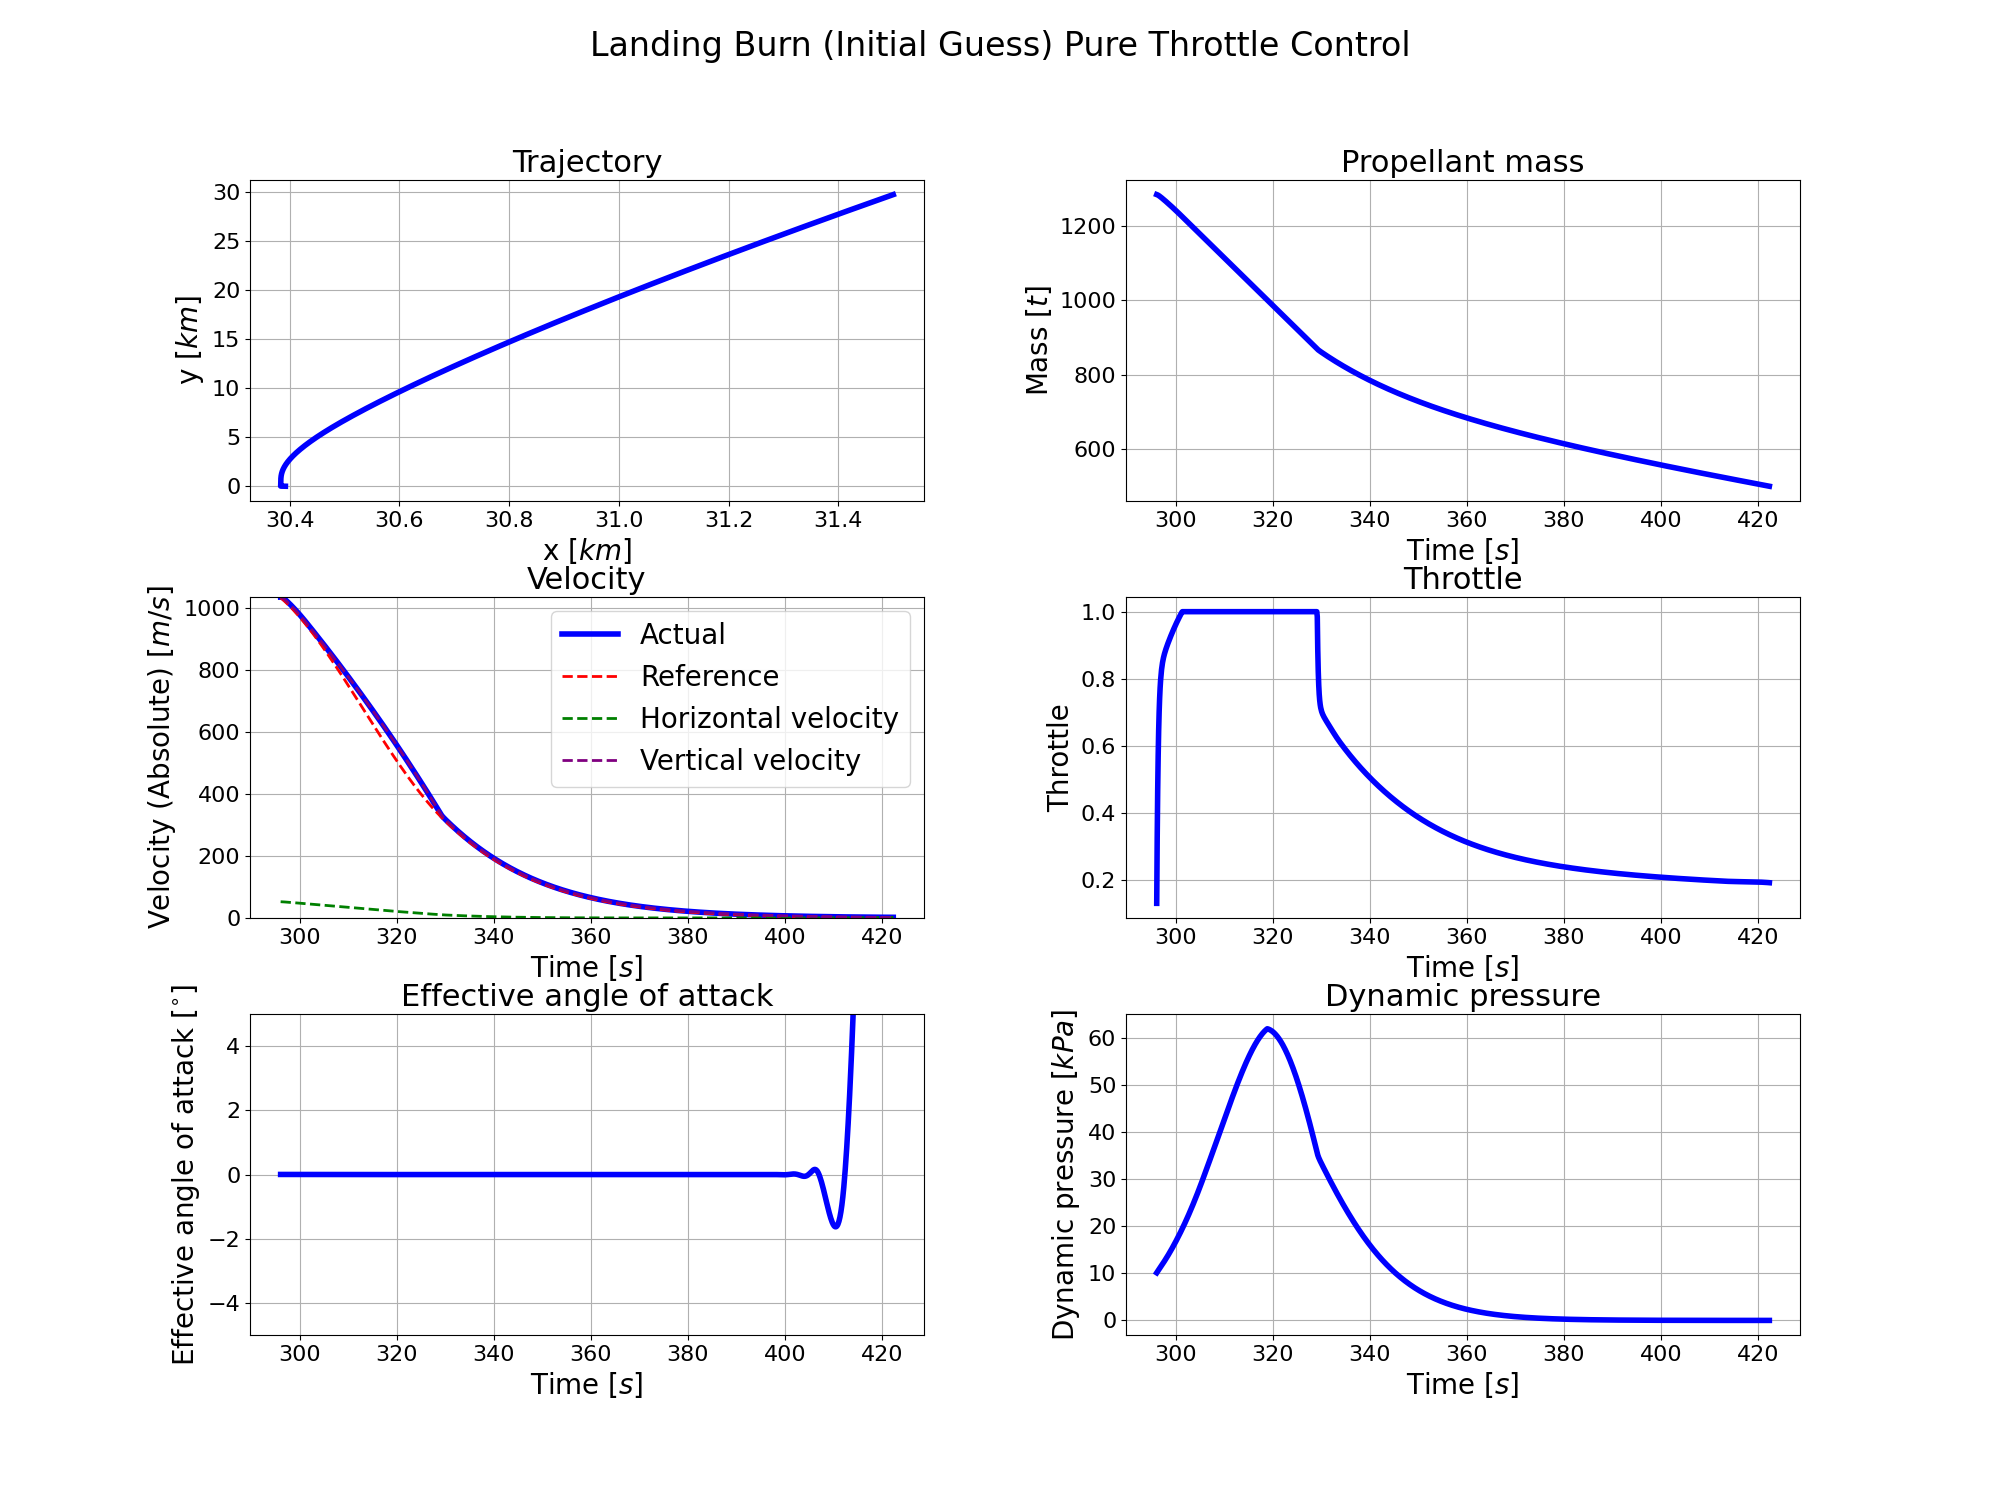 Landing Burn (Initial Guess) Pure Throttle Control
Trajectory
y [km]
30
25
20
15
10
5
0
30.4 30.6 30.8 31.0 31.2 31.4
x [km]
Propellant mass
Mass [t]
1200
1000
800
600
300 320 340 360 380 400 420
Time [s]
Velocity
Velocity (Absolute) [m/s]
1000
800
600
400
200
0
Actual
Reference
Horizontal velocity
Vertical velocity
300 320 340 360 380 400 420
Time [s]
Throttle
Throttle
1.0
0.8
0.6
0.4
0.2
300 320 340 360 380 400 420
Time [s]
Effective angle of attack
Effective angle of attack [°]
4
2
0
−2
−4
300 320 340 360 380 400 420
Time [s]
Dynamic pressure
Dynamic pressure [kPa]
60
50
40
30
20
10
0
300 320 340 360 380 400 420
Time [s]